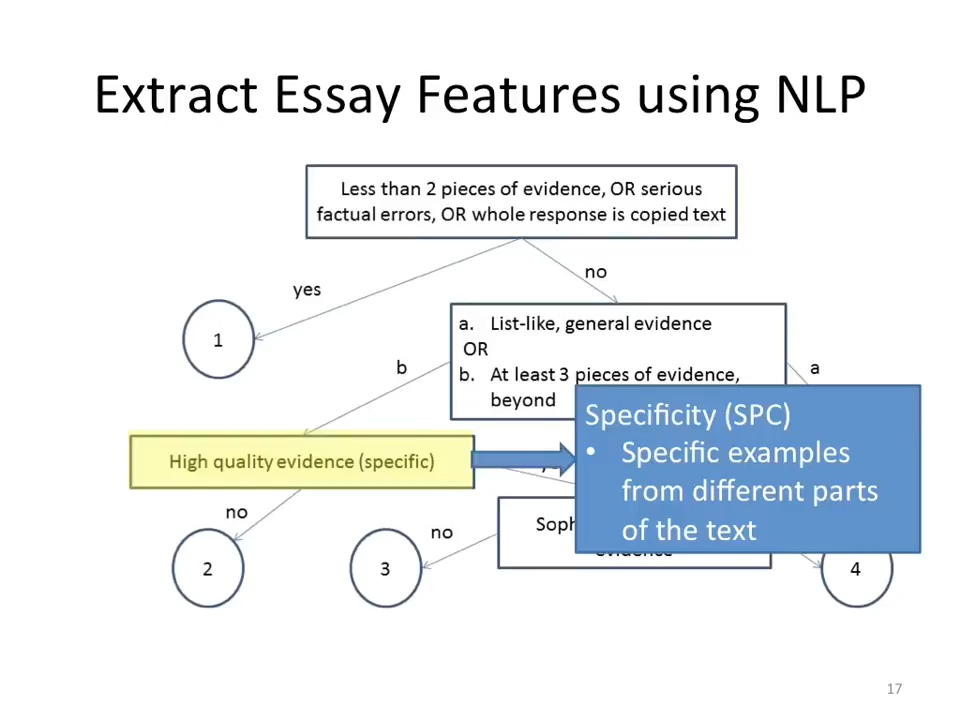 Extract Essay Features using NLP
Less than 2 pieces of evidence, OR serious
factual errors, OR whole response is copied text
no
yes
1
a. List-like, general evidence
OR
b. At least 3 pieces of evidence,
beyond
b
a
Specificity (SPC)
• Specific examples
from different parts
of the text
High quality evidence (specific)
no
no
2
3
4
17